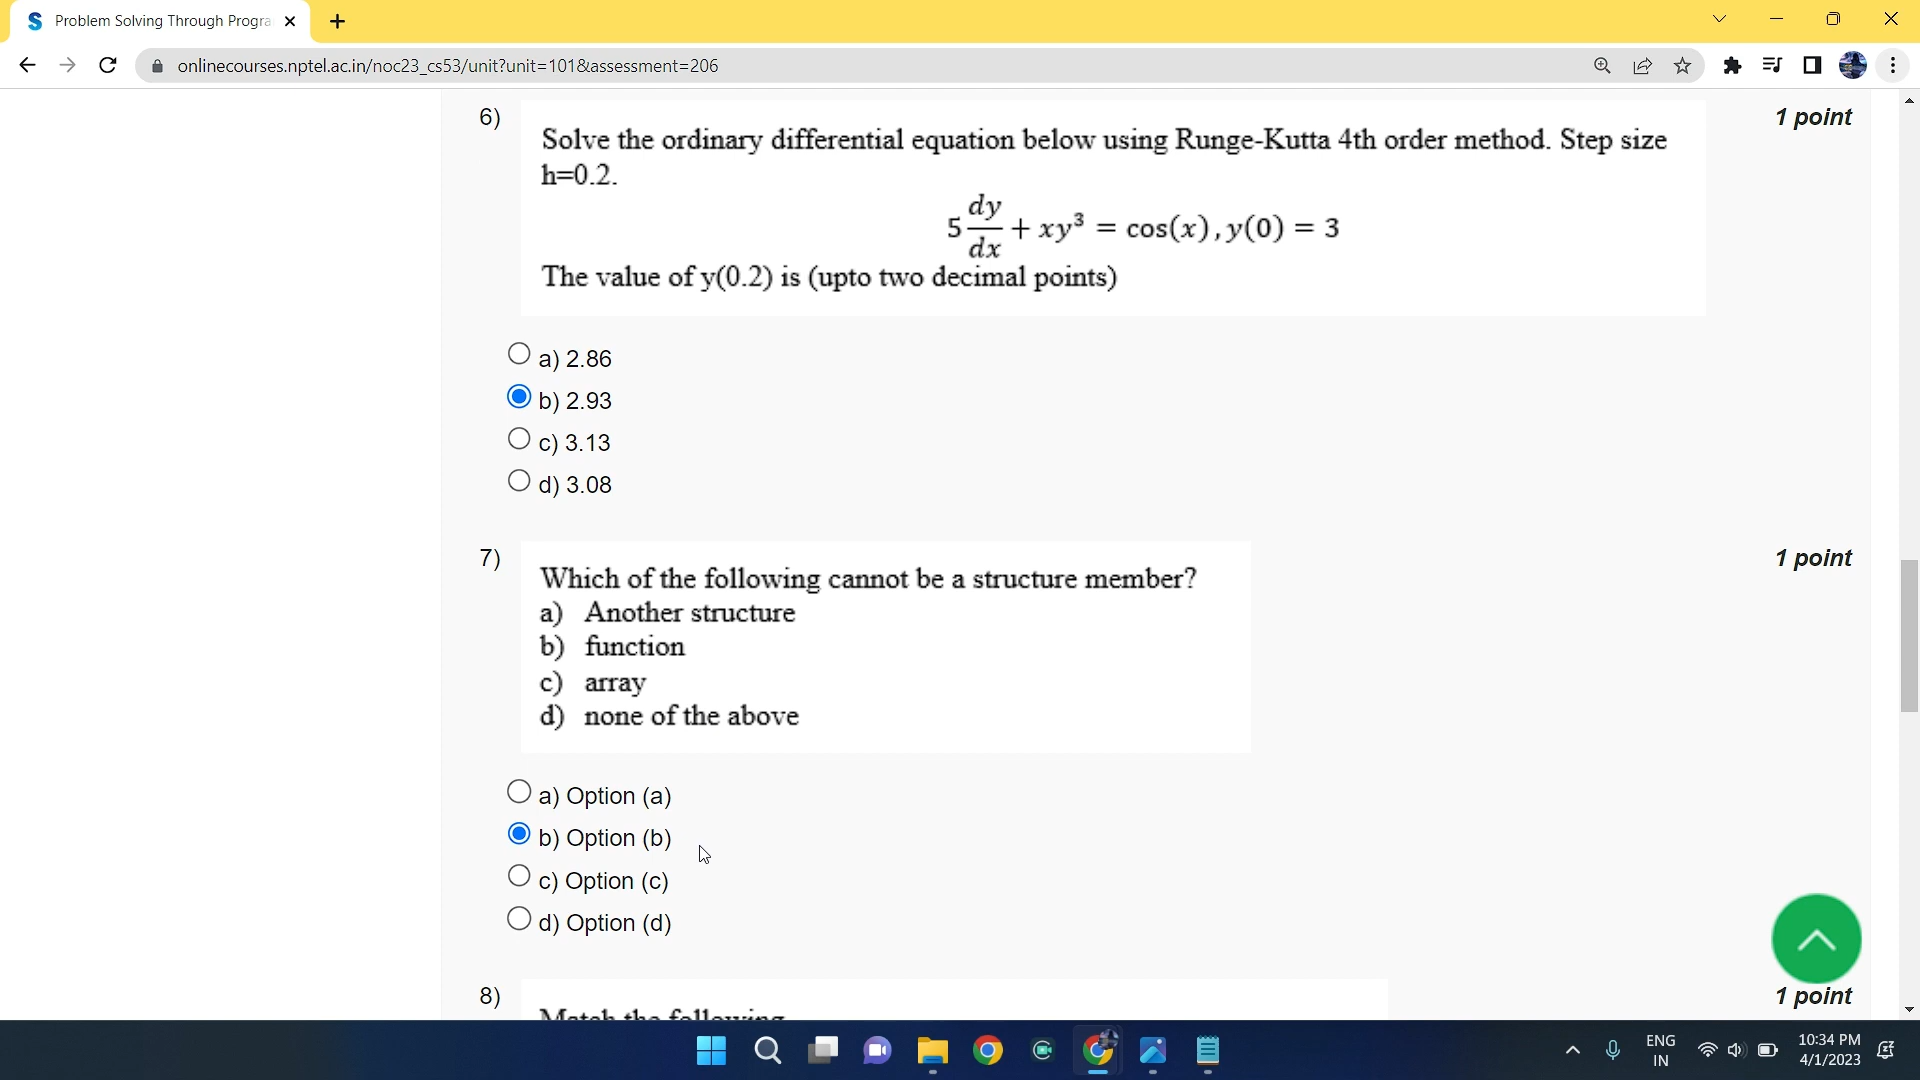 Problem Solving Through Progra
onlinecourses.nptel.ac.in/noc23_cs53/unit?unit=101&assessment=206
6)
1 point
Solve the ordinary differential equation below using Runge-Kutta 4th order method. Step size
h=0.2.
5 dy/dx + xy³ = cos(x), y(0) = 3
The value of y(0.2) is (upto two decimal points)
a) 2.86
b) 2.93
c) 3.13
d) 3.08
7)
1 point
Which of the following cannot be a structure member?
a) Another structure
b) function
c) array
d) none of the above
a) Option (a)
b) Option (b)
c) Option (c)
d) Option (d)
8)
1 point
Match the following
ENG
IN
10:34 PM
4/1/2023